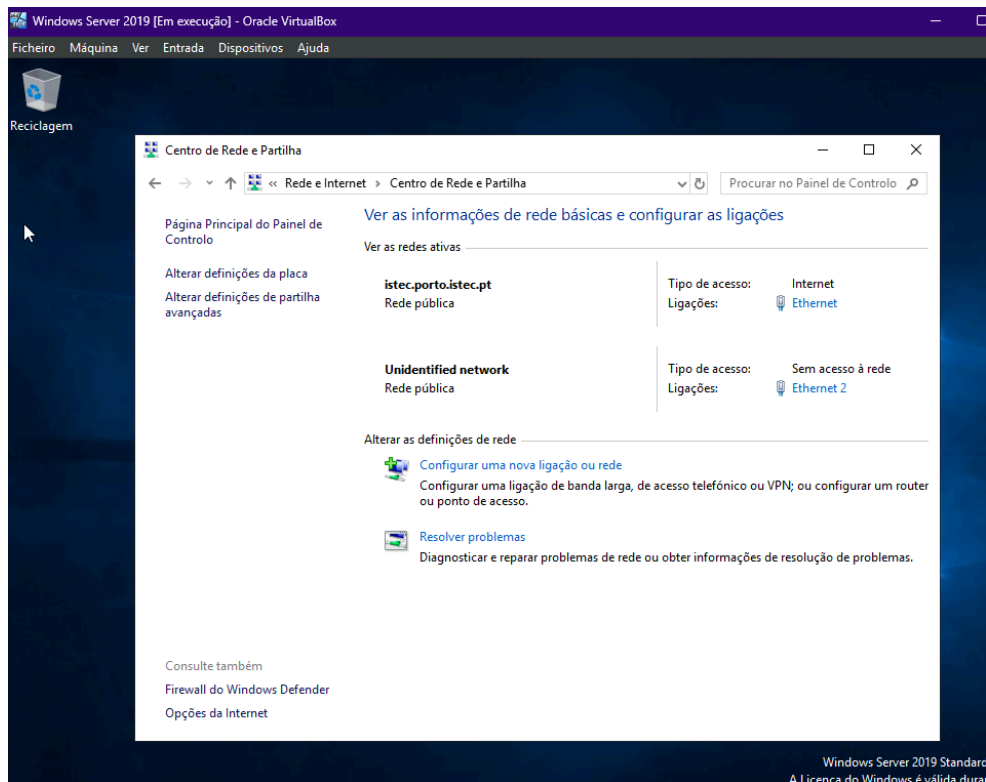 Windows Server 2019 [Em execução] - Oracle VirtualBox
Ficheiro Máquina Ver Entrada Dispositivos Ajuda
Reciclagem
Centro de Rede e Partilha
« Rede e Internet › Centro de Rede e Partilha
Procurar no Painel de Controlo
Página Principal do Painel de
Controlo
Alterar definições da placa
Alterar definições de partilha
avançadas
Ver as informações de rede básicas e configurar as ligações
Ver as redes ativas
istec.porto.istec.pt
Rede pública
Tipo de acesso: Internet
Ligações: Ethernet
Unidentified network
Rede pública
Tipo de acesso: Sem acesso à rede
Ligações: Ethernet 2
Alterar as definições de rede
Configurar uma nova ligação ou rede
Configurar uma ligação de banda larga, de acesso telefónico ou VPN; ou configurar um router
ou ponto de acesso.
Resolver problemas
Diagnosticar e reparar problemas de rede ou obter informações de resolução de problemas.
Consulte também
Firewall do Windows Defender
Opções da Internet
Windows Server 2019 Standard
A Licença do Windows é válida dura